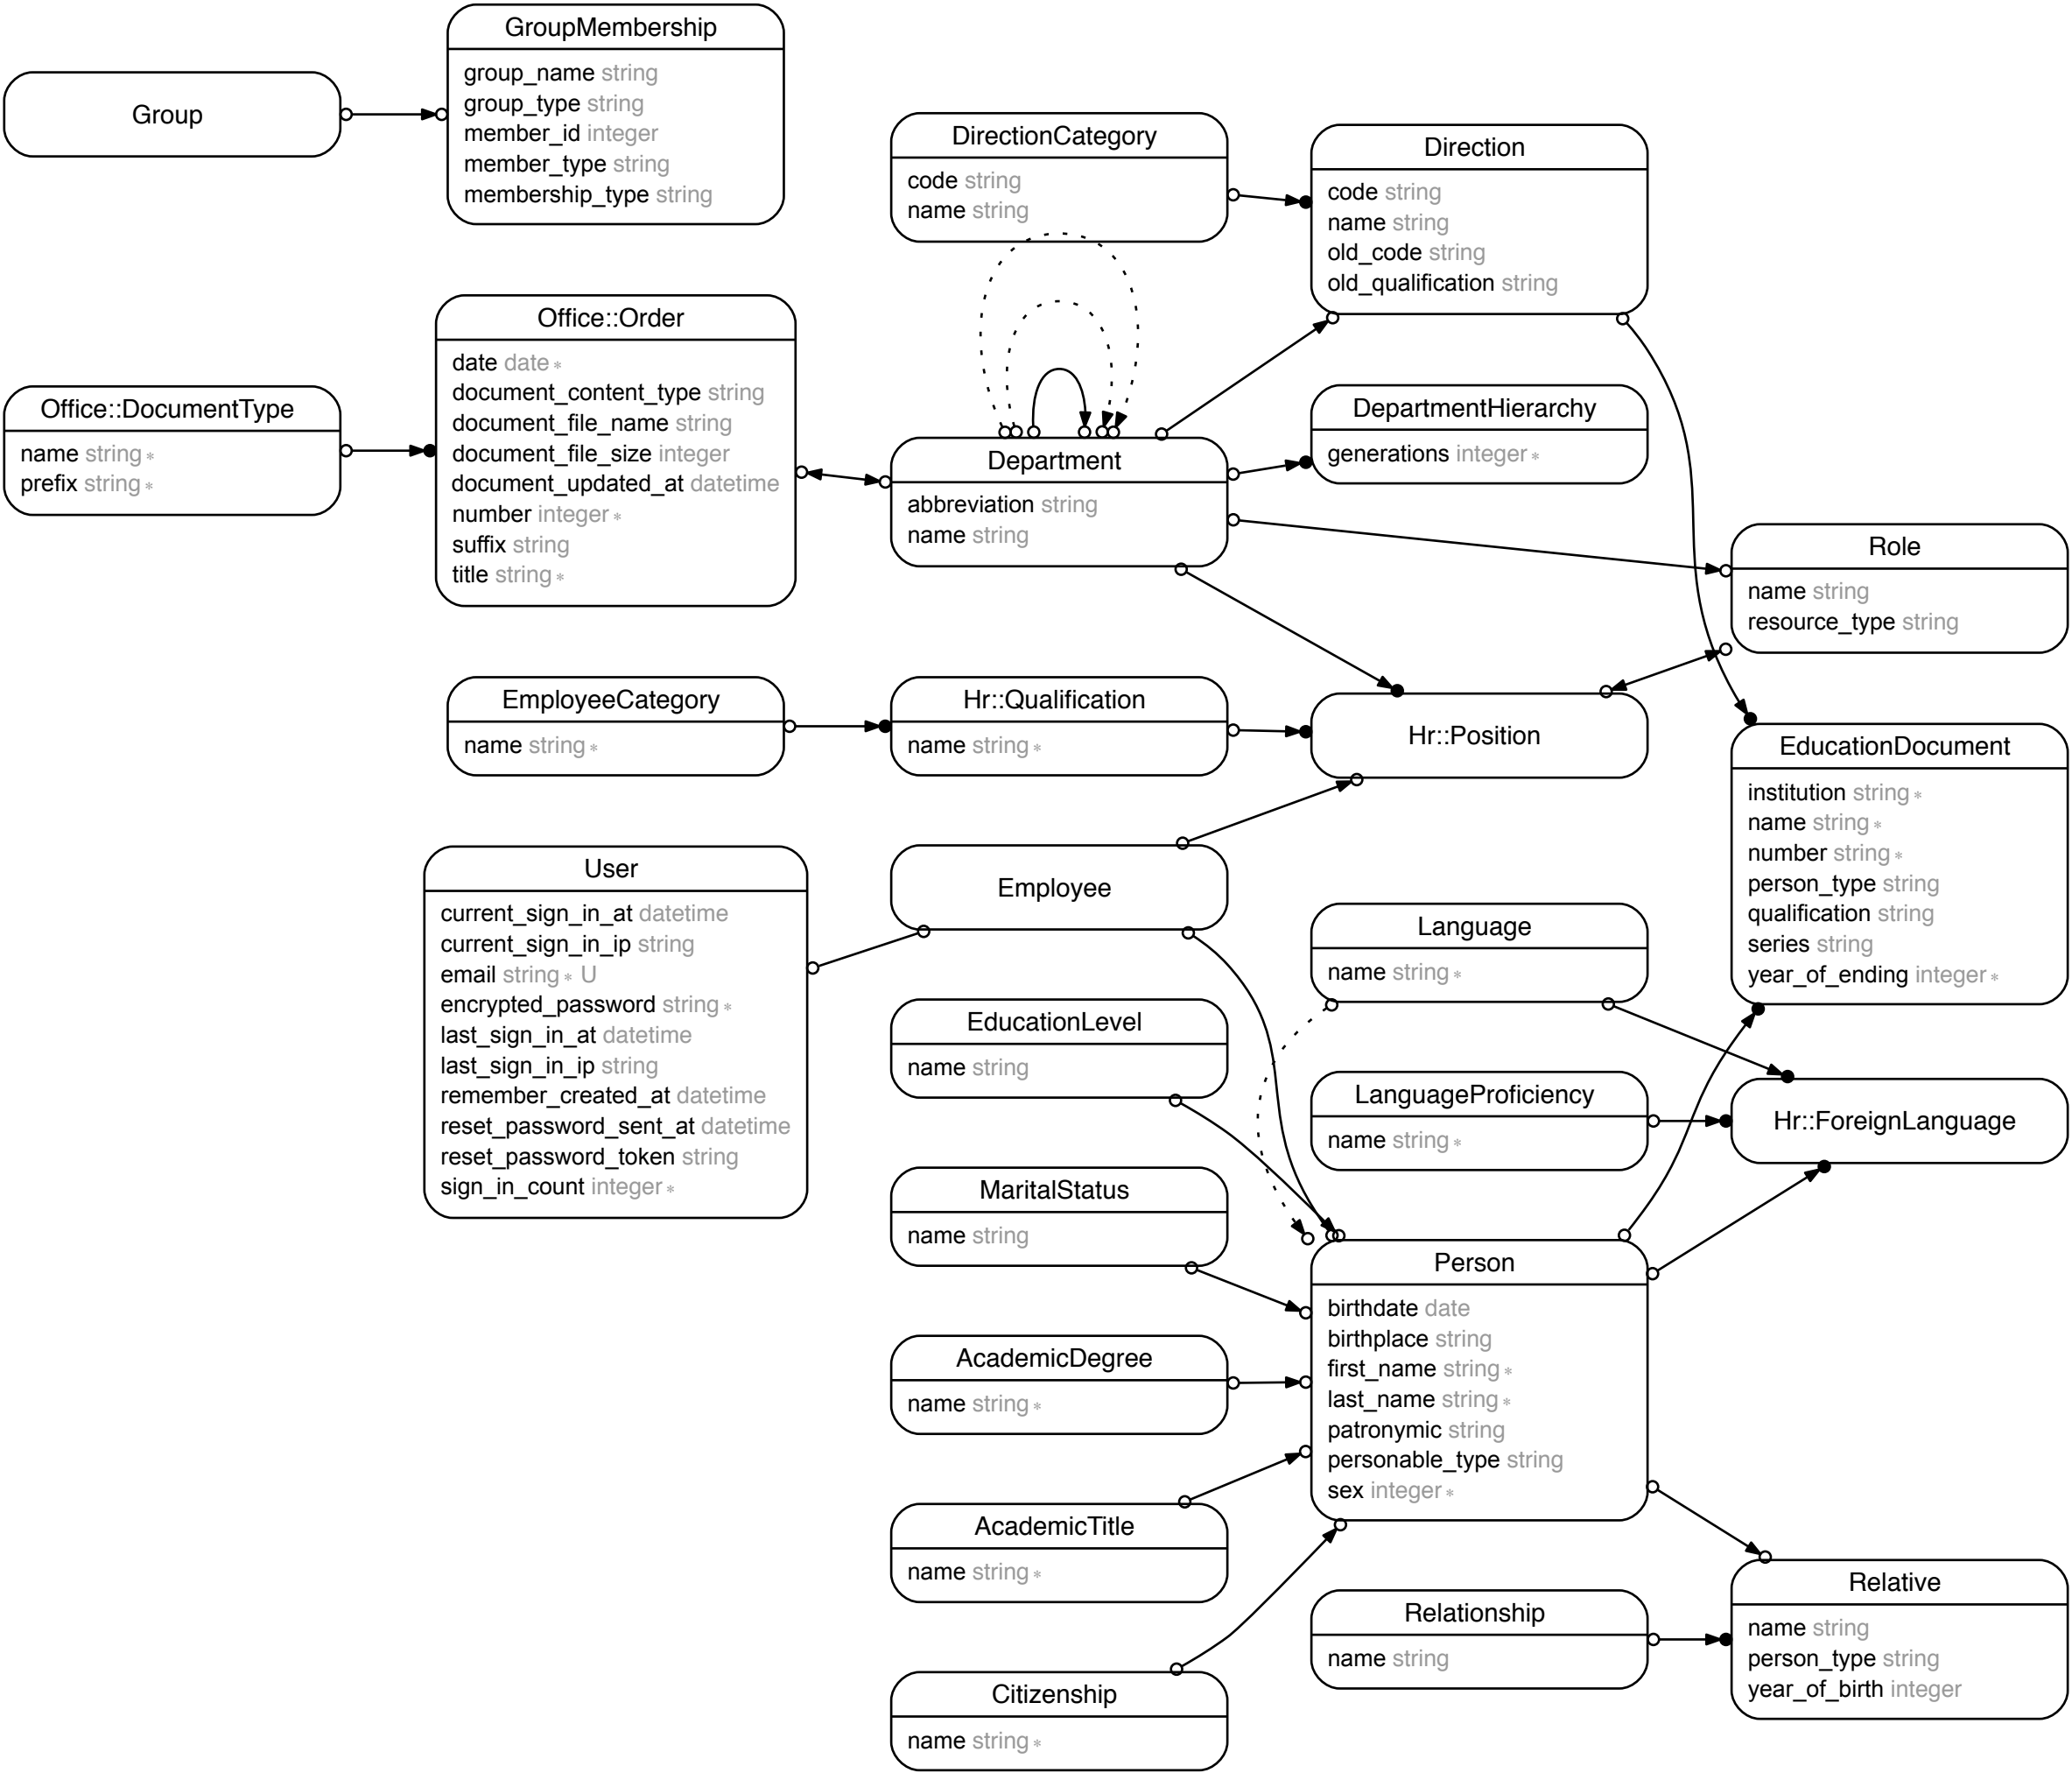 GroupMembership
group_name string
group_type string
member_id integer
member_type string
membership_type string
Group
DirectionCategory
code string
name string
Direction
code string
name string
old_code string
old_qualification string
Office::Order
date date *
document_content_type string
document_file_name string
document_file_size integer
document_updated_at datetime
number integer *
suffix string
title string *
Office::DocumentType
name string *
prefix string *
Department
abbreviation string
name string
DepartmentHierarchy
generations integer *
Role
name string
resource_type string
EmployeeCategory
name string *
Hr::Qualification
name string *
Hr::Position
EducationDocument
institution string *
name string *
number string *
person_type string
qualification string
series string
year_of_ending integer *
User
current_sign_in_at datetime
current_sign_in_ip string
email string * U
encrypted_password string *
last_sign_in_at datetime
last_sign_in_ip string
remember_created_at datetime
reset_password_sent_at datetime
reset_password_token string
sign_in_count integer *
Employee
Language
name string *
EducationLevel
name string
LanguageProficiency
name string *
Hr::ForeignLanguage
MaritalStatus
name string
Person
birthdate date
birthplace string
first_name string *
last_name string *
patronymic string
personable_type string
sex integer *
AcademicDegree
name string *
AcademicTitle
name string *
Relationship
name string
Relative
name string
person_type string
year_of_birth integer
Citizenship
name string *